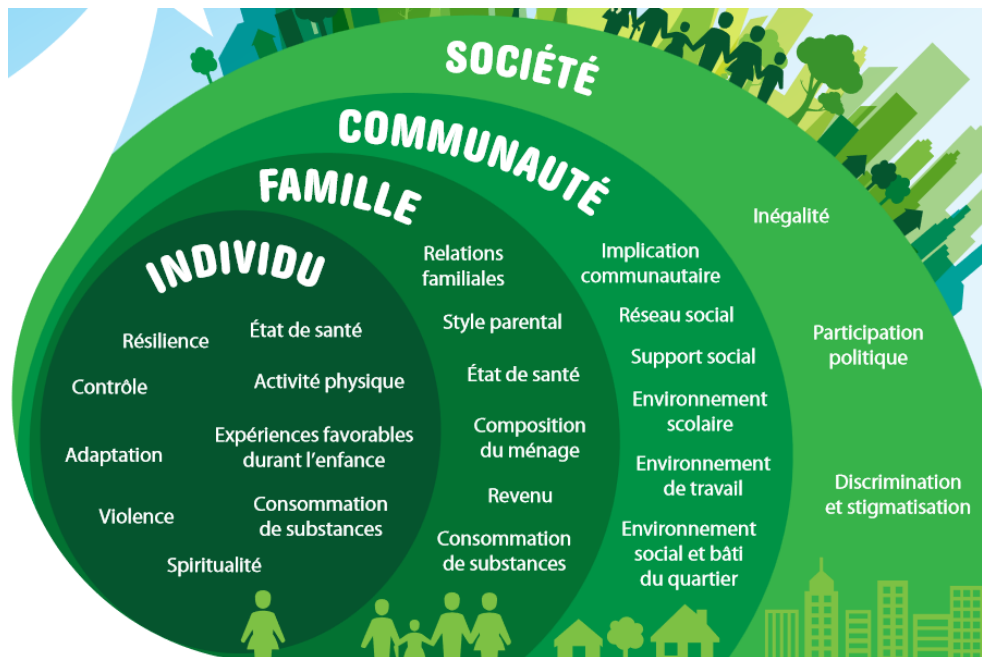 SOCIÉTÉ
COMMUNAUTÉ
FAMILLE
INDIVIDU
Résilience
État de santé
Contrôle
Activité physique
Adaptation
Expériences favorables
durant l'enfance
Violence
Consommation
de substances
Spiritualité
Relations
familiales
Style parental
État de santé
Composition
du ménage
Revenu
Consommation
de substances
Implication
communautaire
Réseau social
Support social
Environnement
scolaire
Environnement
de travail
Environnement
social et bâti
du quartier
Inégalité
Participation
politique
Discrimination
et stigmatisation